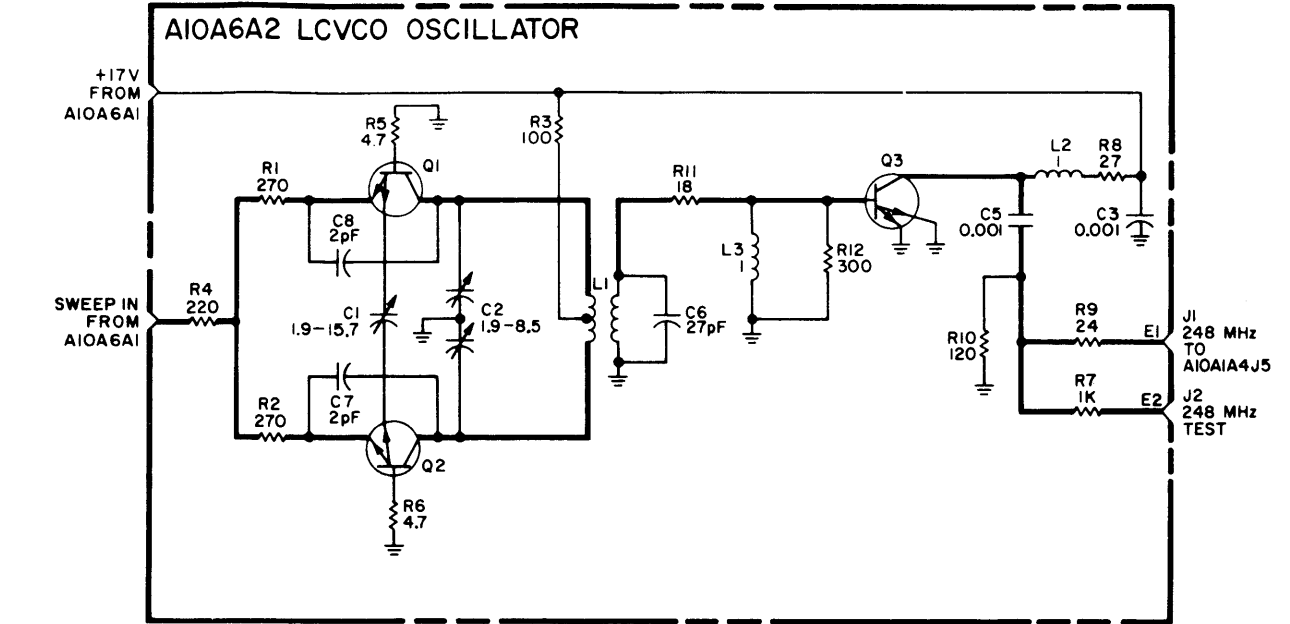 A10A6A2 LCVCO OSCILLATOR
+17V
FROM
A10A6A1
R5
4.7
Q1
R3
100
R1
270
C8
2pF
R11
18
Q3
L2
1
R8
27
C5
0.001
C3
0.001
L3
1
R12
300
SWEEP IN
FROM
A10A6A1
R4
220
C1
1.9-15.7
C2
1.9-8.5
L1
C6
27pF
R10
120
R9
24
E1
J1
248 MHz
TO
A10A1A4J5
R7
1K
E2
J2
248 MHz
TEST
C7
2pF
R2
270
Q2
R6
4.7